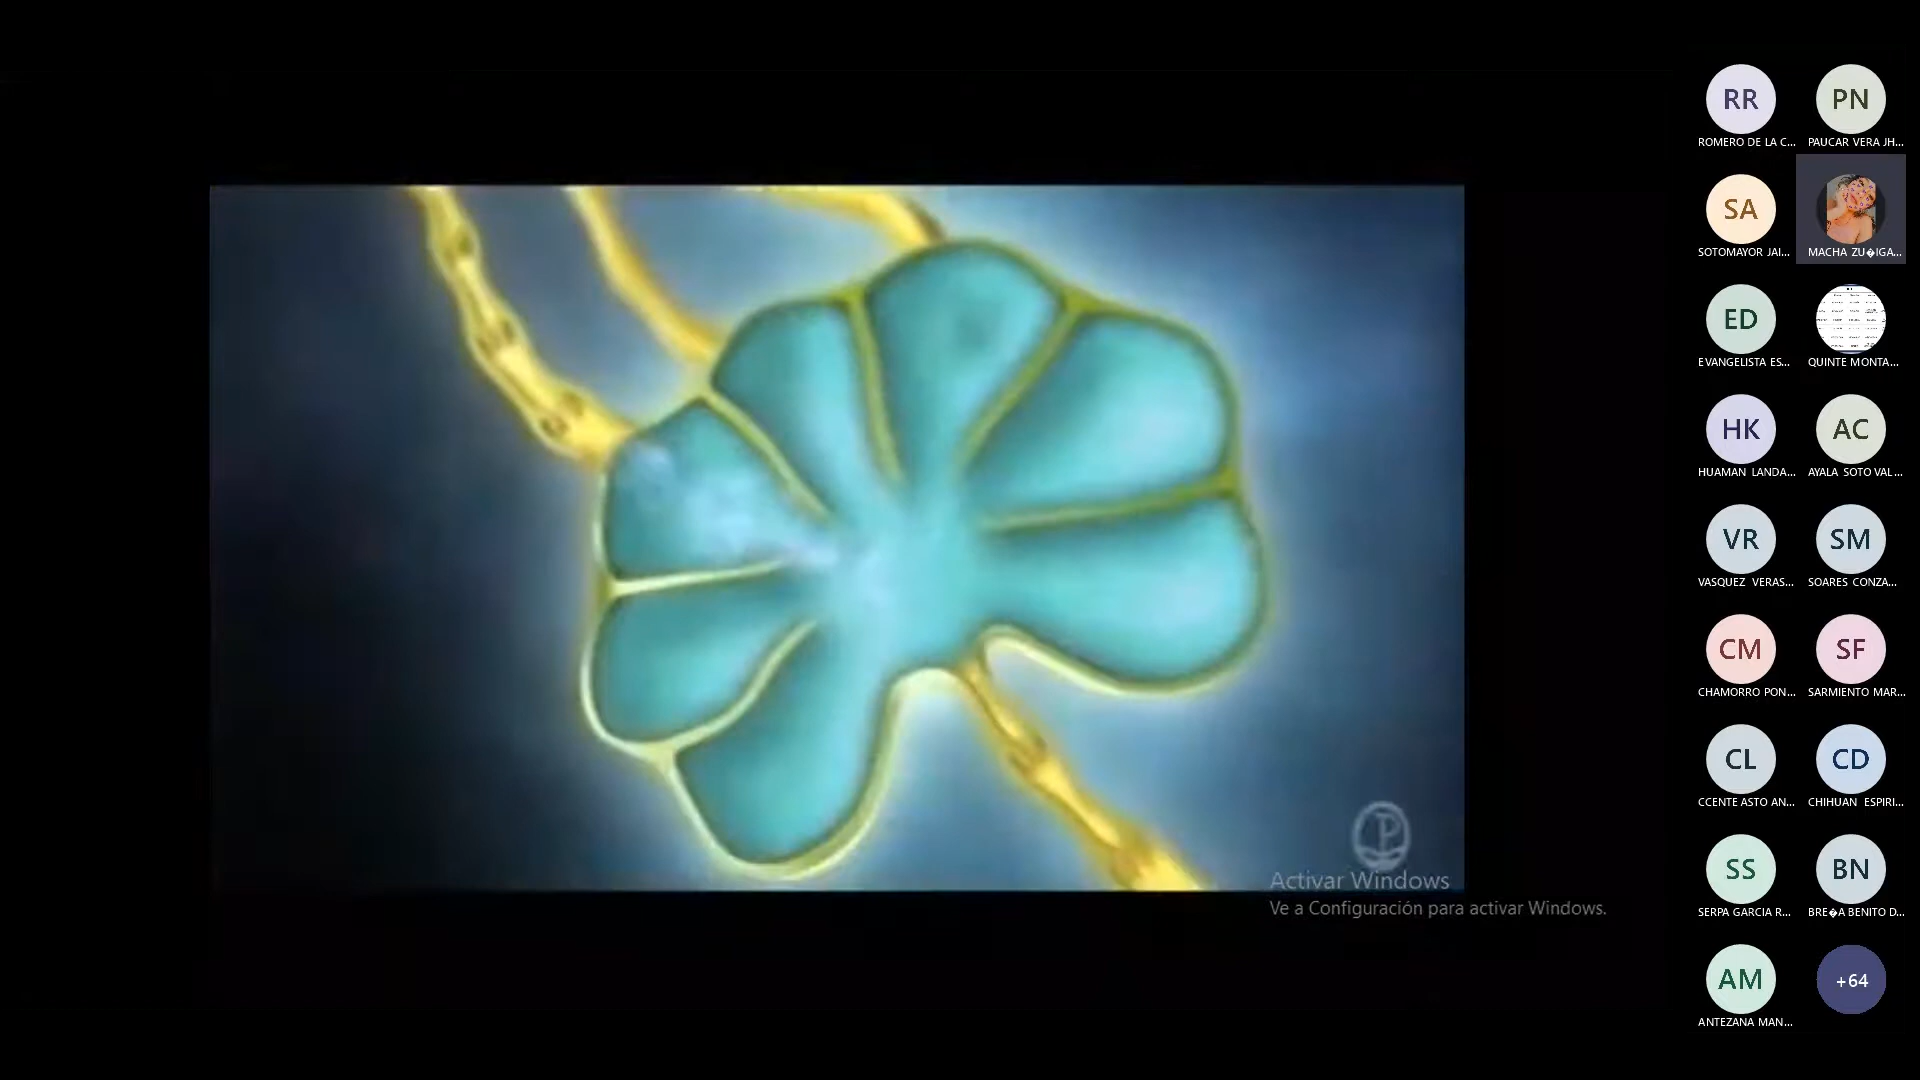 RR
PN
ROMERO DE LA C...
PAUCAR VERA JH...
SA
SOTOMAYOR JAI...
MACHA ZU�IGA...
ED
EVANGELISTA ES...
QUINTE MONTA...
HK
AC
HUAMAN LANDA...
AYALA SOTO VAL...
VR
SM
VASQUEZ VERAS...
SOARES CONZA...
CM
SF
CHAMORRO PON...
SARMIENTO MAR...
CL
CD
CCENTE ASTO AN...
CHIHUAN ESPIRI...
SS
BN
SERPA GARCIA R...
BRE�A BENITO D...
AM
+64
ANTEZANA MAN...
P
Activar Windows
Ve a Configuración para activar Windows.